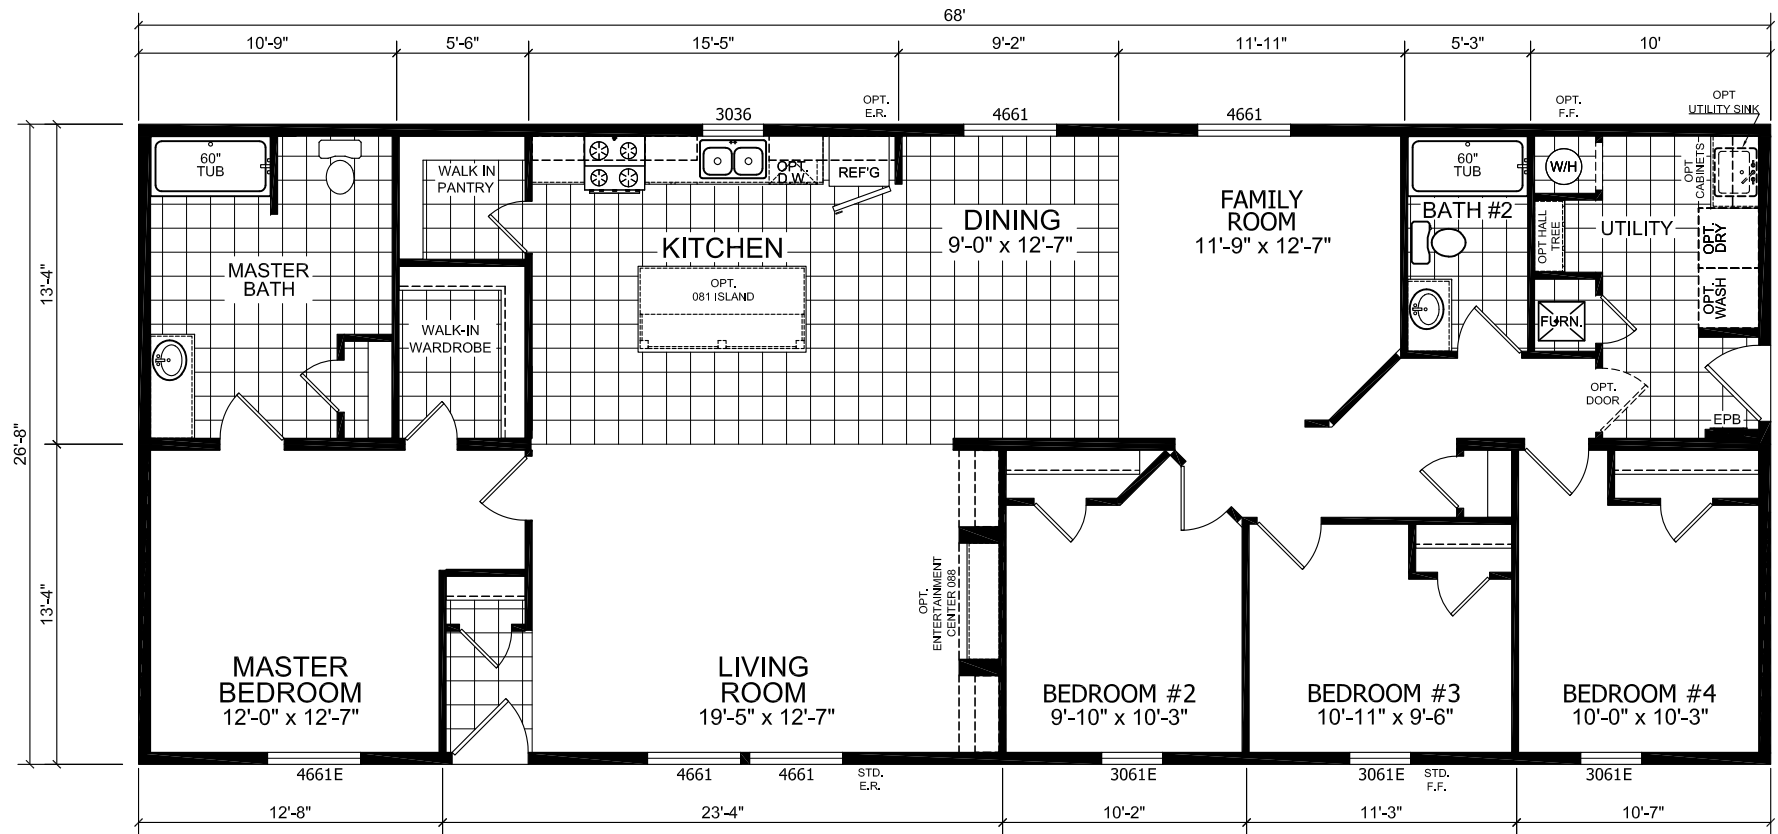 68'
10'-9"
5'-6"
15'-5"
9'-2"
11'-11"
5'-3"
10'
OPT.
E.R.
OPT.
F.F.
OPT
UTILITY SINK
3036
4661
4661
26'-8"
13'-4"
13'-4"
60"
TUB
WALK IN
PANTRY
OPT.
D.W.
REF'G
KITCHEN
DINING
9'-0" x 12'-7"
FAMILY
ROOM
11'-9" x 12'-7"
60"
TUB
BATH #2
W/H
OPT HALL
TREE
UTILITY
OPT
CABINETS
OPT.
DRY
OPT.
WASH
FURN.
MASTER
BATH
WALK-IN
WARDROBE
OPT.
081 ISLAND
OPT.
DOOR
EPB
OPT.
ENTERTAINMENT
CENTER 088
MASTER
BEDROOM
12'-0" x 12'-7"
LIVING
ROOM
19'-5" x 12'-7"
BEDROOM #2
9'-10" x 10'-3"
BEDROOM #3
10'-11" x 9'-6"
BEDROOM #4
10'-0" x 10'-3"
4661E
4661
4661
STD.
E.R.
3061E
3061E
STD.
F.F.
3061E
12'-8"
23'-4"
10'-2"
11'-3"
10'-7"